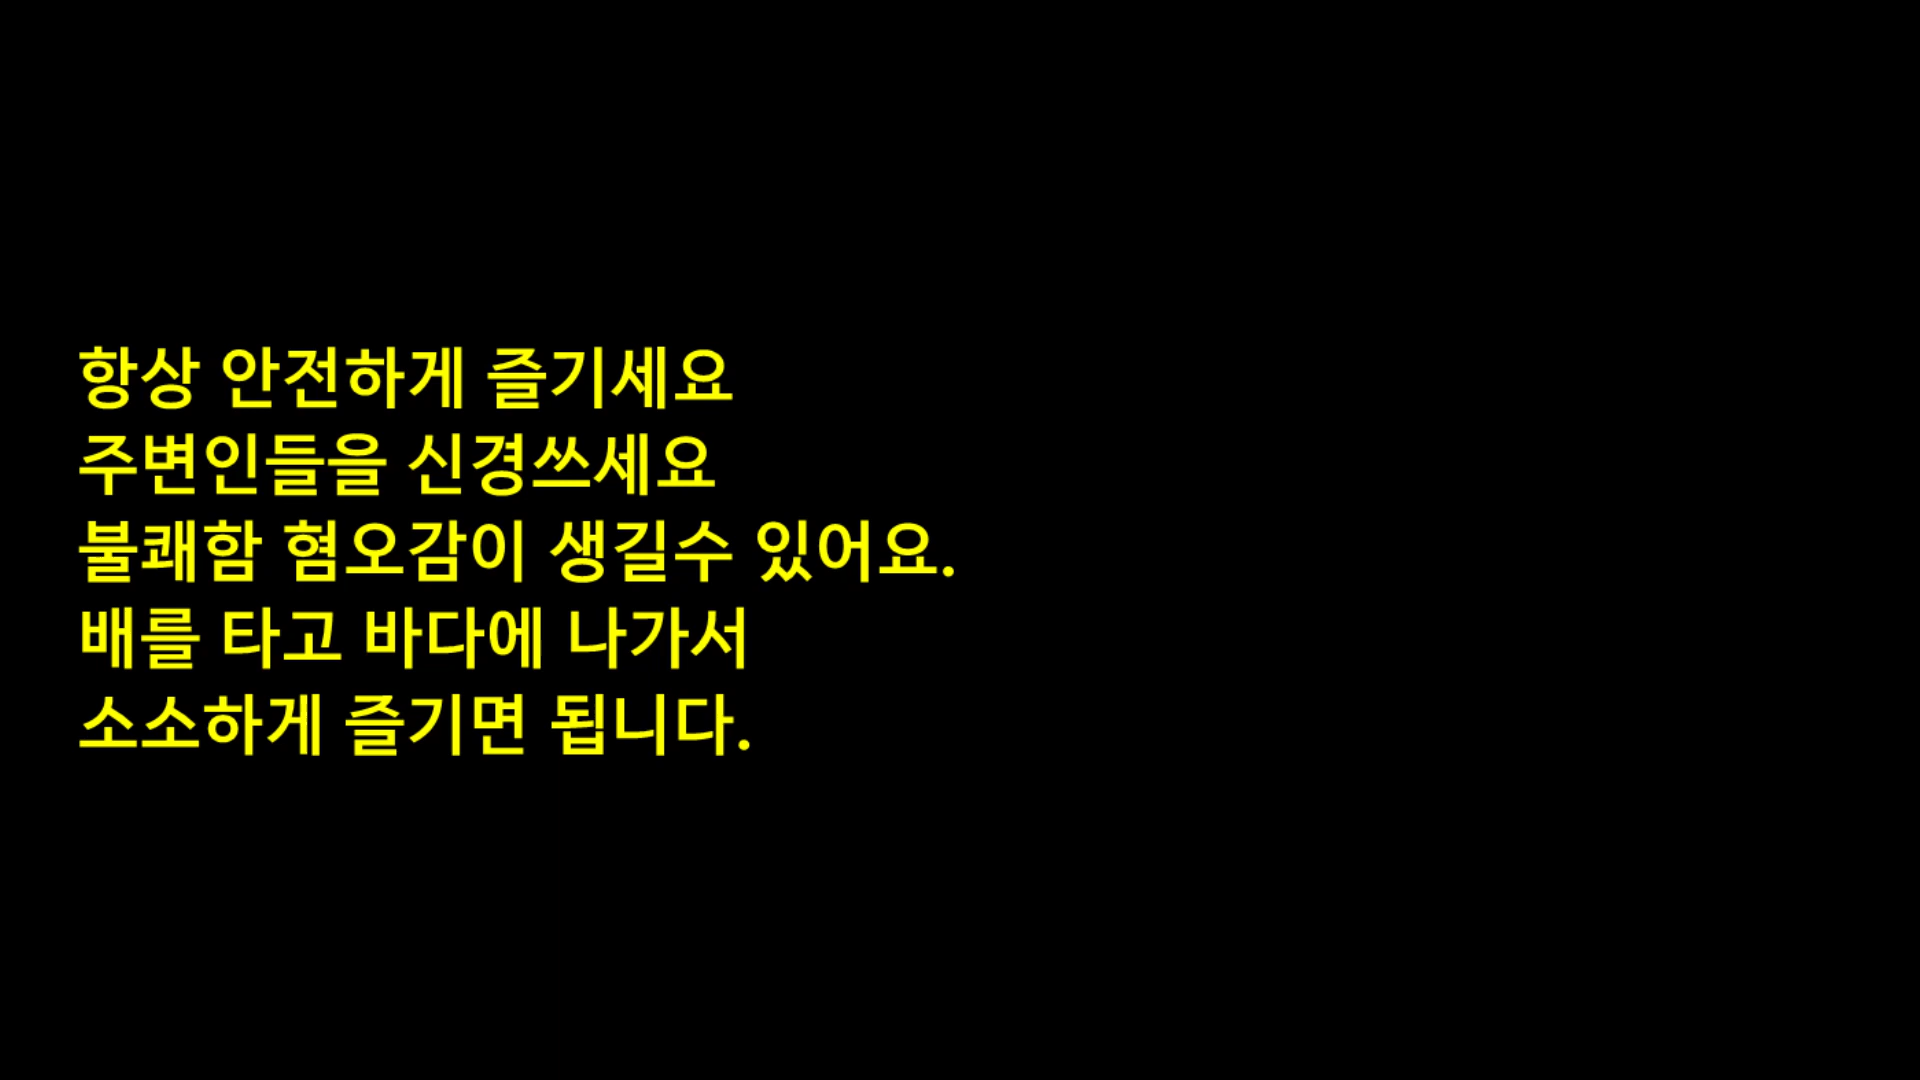 항상 안전하게 즐기세요
주변인들을 신경쓰세요
불쾌함 혐오감이 생길수 있어요.
배를 타고 바다에 나가서
소소하게 즐기면 됩니다.